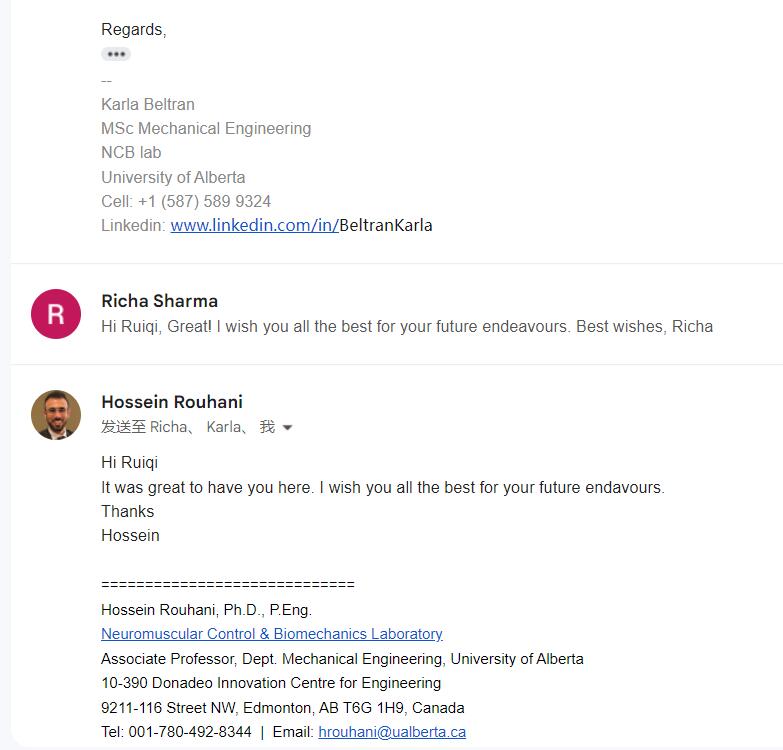 Regards,
•••
--
Karla Beltran
MSc Mechanical Engineering
NCB lab
University of Alberta
Cell: +1 (587) 589 9324
Linkedin: www.linkedin.com/in/BeltranKarla
R
Richa Sharma
Hi Ruiqi, Great! I wish you all the best for your future endeavours. Best wishes, Richa
Hossein Rouhani
发送至 Richa、 Karla、 我
Hi Ruiqi
It was great to have you here. I wish you all the best for your future endavours.
Thanks
Hossein
=============================
Hossein Rouhani, Ph.D., P.Eng.
Neuromuscular Control & Biomechanics Laboratory
Associate Professor, Dept. Mechanical Engineering, University of Alberta
10-390 Donadeo Innovation Centre for Engineering
9211-116 Street NW, Edmonton, AB T6G 1H9, Canada
Tel: 001-780-492-8344 | Email: hrouhani@ualberta.ca